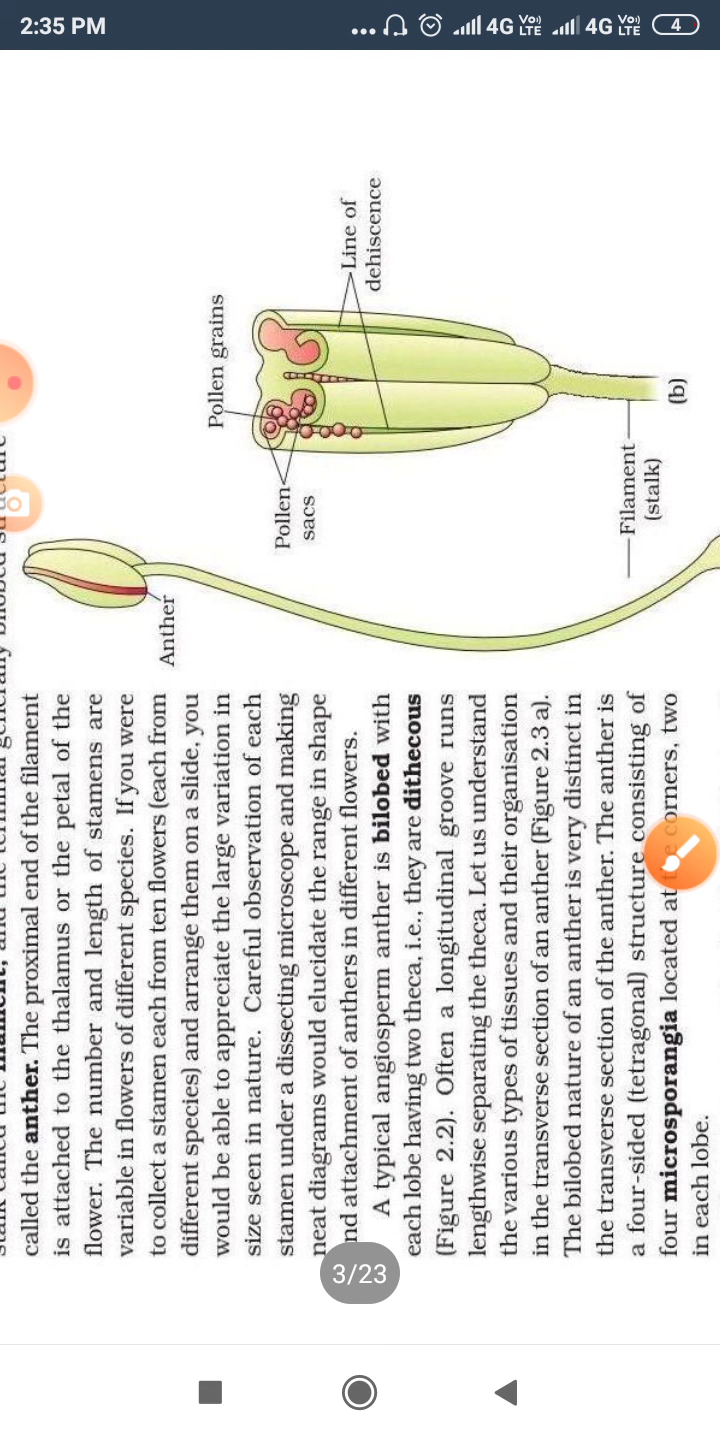 2:35 PM
4G
Vo))
LTE
4G
Vo))
LTE
4
called the anther. The proximal end of the filament
is attached to the thalamus or the petal of the
flower. The number and length of stamens are
variable in flowers of different species. If you were
to collect a stamen each from ten flowers (each from
different species) and arrange them on a slide, you
would be able to appreciate the large variation in
size seen in nature. Careful observation of each
stamen under a dissecting microscope and making
neat diagrams would elucidate the range in shape
nd attachment of anthers in different flowers.
A typical angiosperm anther is bilobed with
each lobe having two theca, i.e., they are dithecous
(Figure 2.2). Often a longitudinal groove runs
lengthwise separating the theca. Let us understand
the various types of tissues and their organisation
in the transverse section of an anther (Figure 2.3 a).
The bilobed nature of an anther is very distinct in
the transverse section of the anther. The anther is
a four-sided (tetragonal) structure consisting of
four microsporangia located at corners, two
in each lobe.
Anther
Pollen grains
Pollen
sacs
Line of
dehiscence
Filament
(stalk)
(b)
3/23